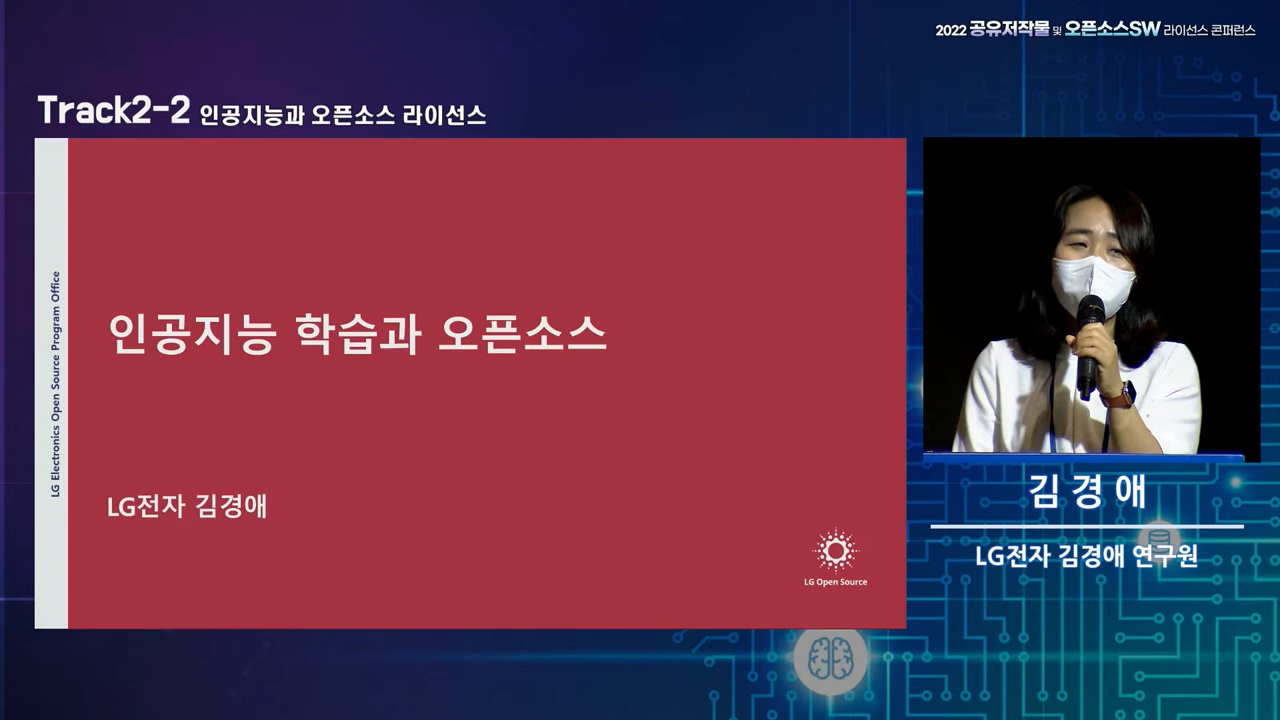 2022 공유저작물 및 오픈소스SW 라이선스 콘퍼런스
Track2-2 인공지능과 오픈소스 라이선스
LG Electronics Open Source Program Office
인공지능 학습과 오픈소스
LG전자 김경애
LG Open Source
김경애
LG전자 김경애 연구원